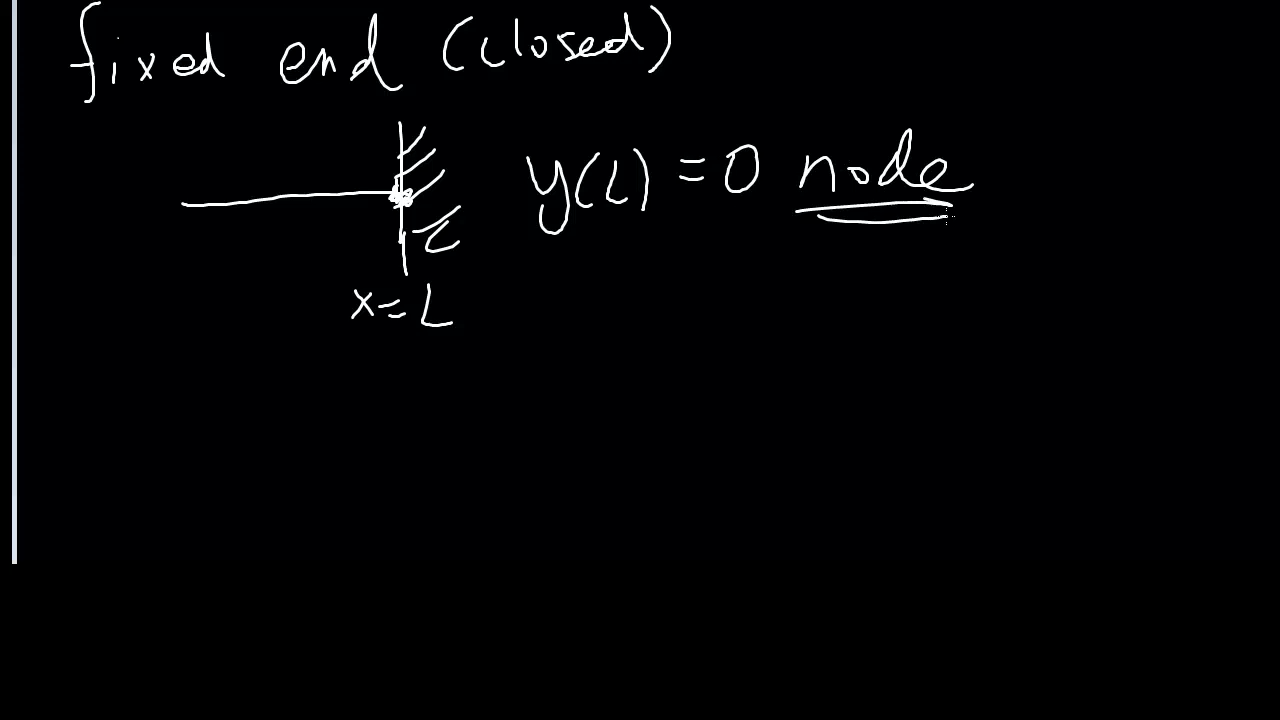 fixed end (closed)
y(L) = 0 node
x = L